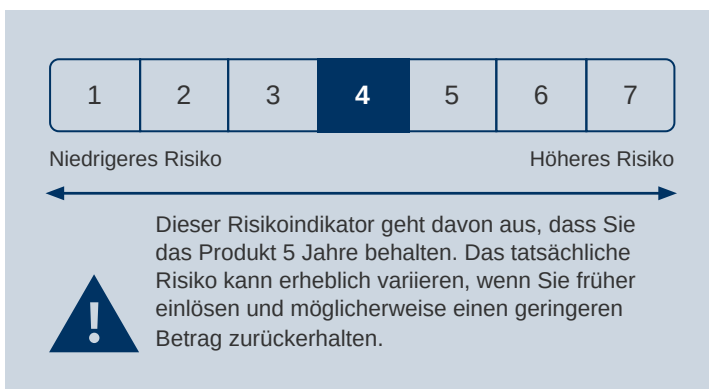 1 2 3 4 5 6 7
Niedrigeres Risiko Höheres Risiko
Dieser Risikoindikator geht davon aus, dass Sie
das Produkt 5 Jahre behalten. Das tatsächliche
Risiko kann erheblich variieren, wenn Sie früher
einlösen und möglicherweise einen geringeren
Betrag zurückerhalten.